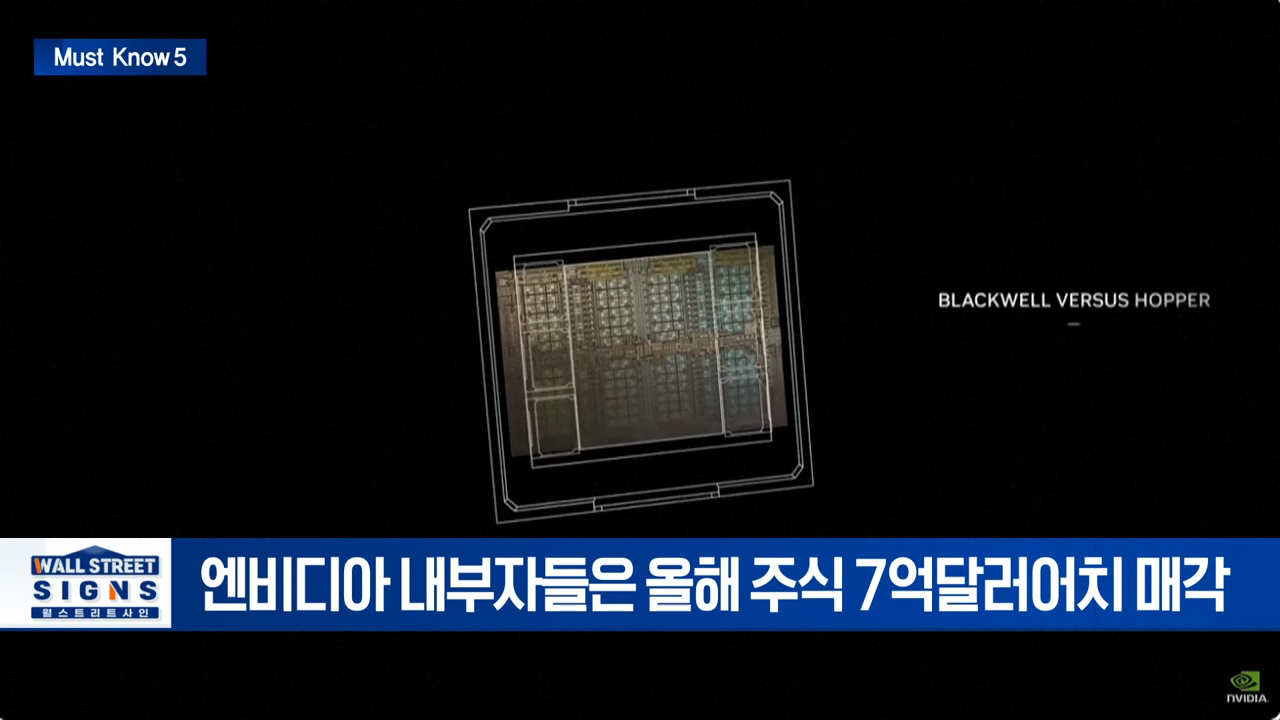 Must Know 5
BLACKWELL VERSUS HOPPER
WALL STREET
SIGNS
월스트리트사인
엔비디아 내부자들은 올해 주식 7억달러어치 매각
NVIDIA